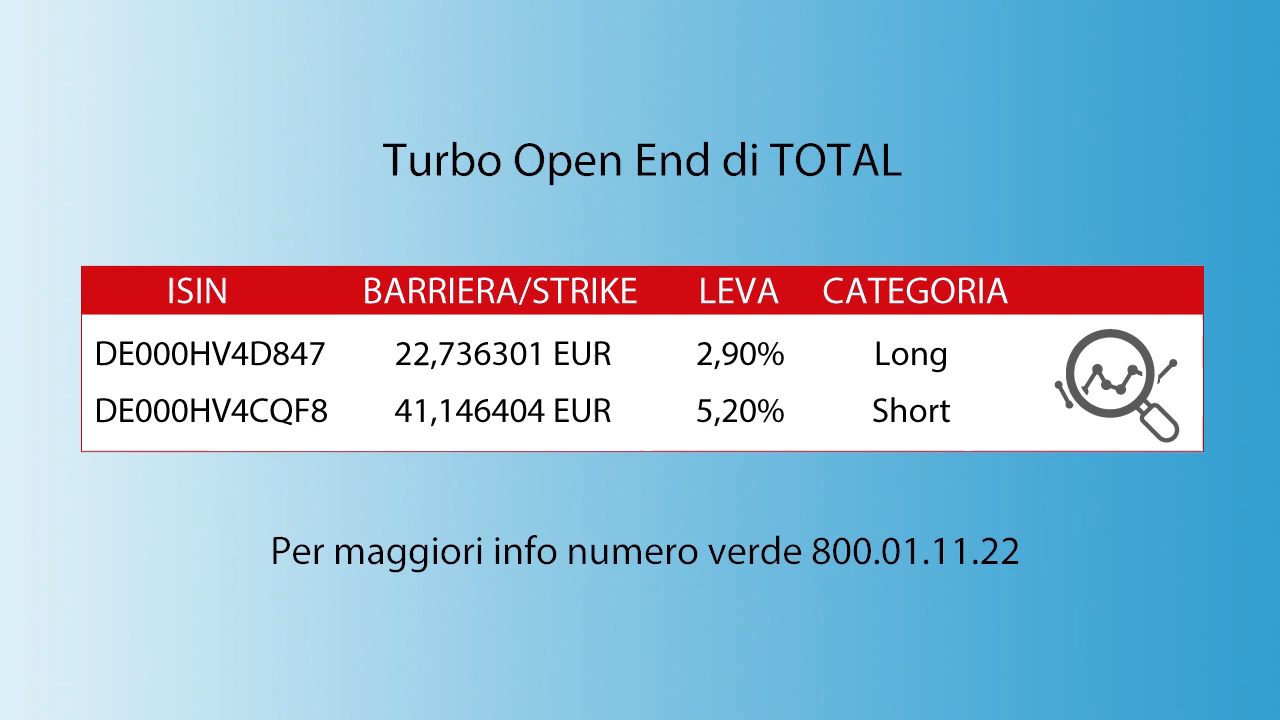 Turbo Open End di TOTAL
ISIN BARRIERA/STRIKE LEVA CATEGORIA
DE000HV4D847 22,736301 EUR 2,90% Long
DE000HV4CQF8 41,146404 EUR 5,20% Short
Per maggiori info numero verde 800.01.11.22